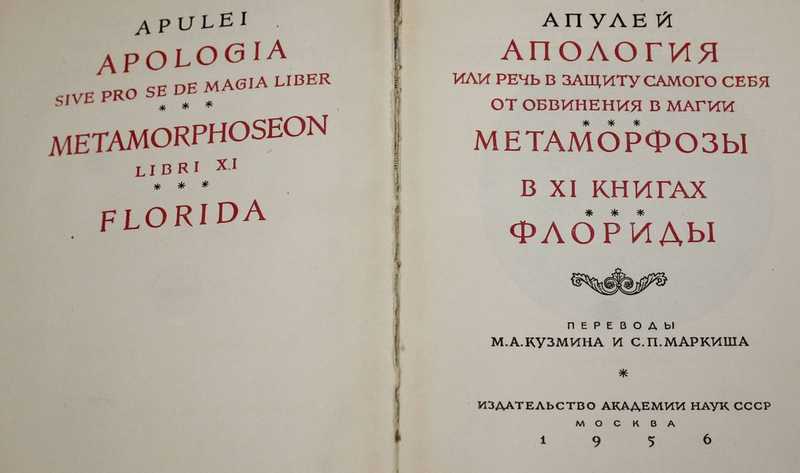 APULEI
APOLOGIA
SIVE PRO SE DE MAGIA LIBER
* * *
METAMORPHOSEON
LIBRI XI
* * *
FLORIDA
АПУЛЕЙ
АПОЛОГИЯ
ИЛИ РЕЧЬ В ЗАЩИТУ САМОГО СЕБЯ
ОТ ОБВИНЕНИЯ В МАГИИ
* * *
МЕТАМОРФОЗЫ
В XI КНИГАХ
* * *
ФЛОРИДЫ
ПЕРЕВОДЫ
М.А.КУЗМИНА И С.П.МАРКИША
*
ИЗДАТЕЛЬСТВО АКАДЕМИИ НАУК СССР
МОСКВА
1956